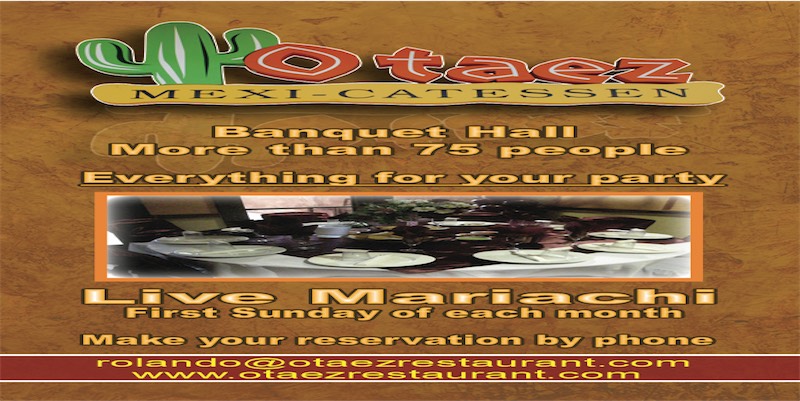 Otaez
MEXI-CATESSEN
Banquet Hall
More than 75 people
Everything for your party
Live Mariachi
First Sunday of each month
Make your reservation by phone
rolando@otaezrestaurant.com
www.otaezrestaurant.com